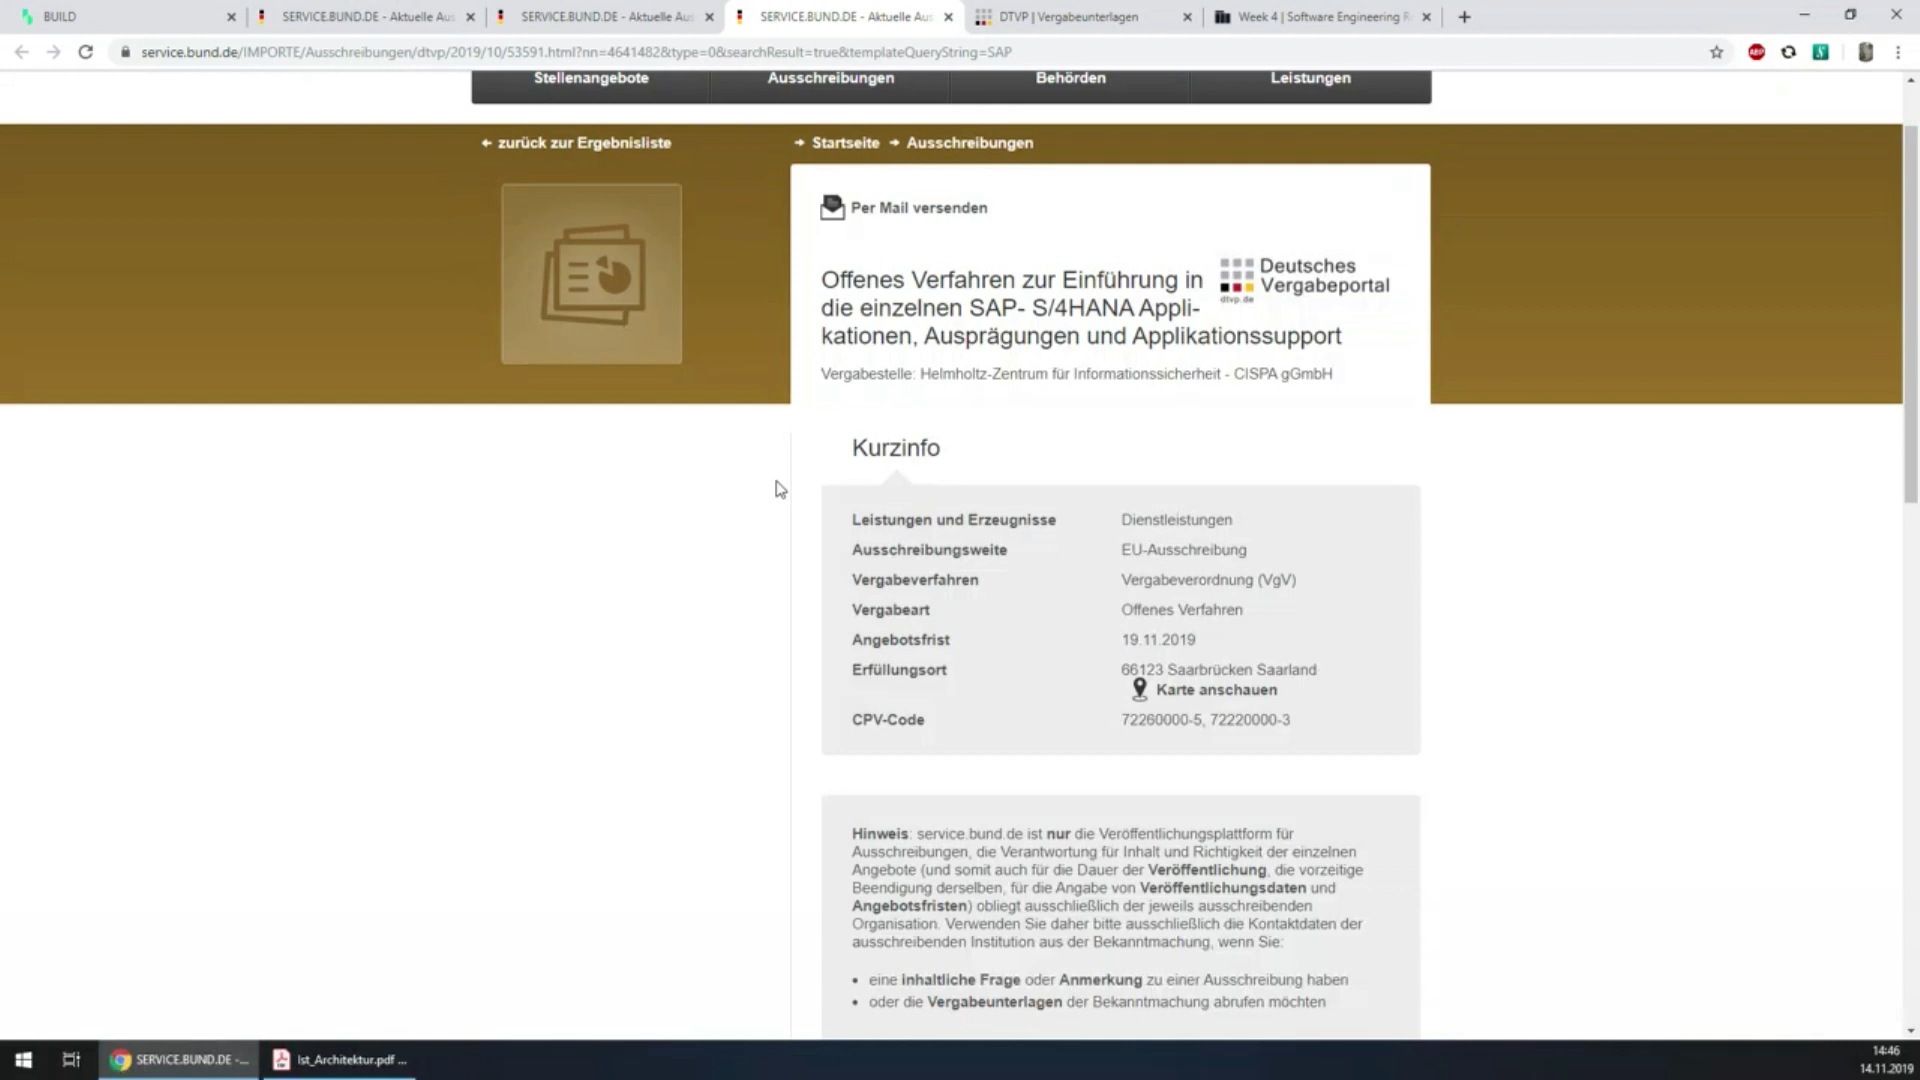 BUILD
SERVICE.BUND.DE - Aktuelle Aus
SERVICE.BUND.DE - Aktuelle Aus
SERVICE.BUND.DE - Aktuelle Aus
DTVP | Vergabeunterlagen
Week 4 | Software Engineering R
service.bund.de/IMPORTE/Ausschreibungen/dtvp/2019/10/53591.html?nn=4641482&type=0&searchResult=true&templateQueryString=SAP
ABP
S
Stellenangebote
Ausschreibungen
Behörden
Leistungen
zurück zur Ergebnisliste
Startseite
Ausschreibungen
Per Mail versenden
Offenes Verfahren zur Einführung in
die einzelnen SAP- S/4HANA Appli-
kationen, Ausprägungen und Applikationssupport
Deutsches
Vergabeportal
dtvp.de
Vergabestelle: Helmholtz-Zentrum für Informationssicherheit - CISPA gGmbH
Kurzinfo
Leistungen und Erzeugnisse Dienstleistungen
Ausschreibungsweite EU-Ausschreibung
Vergabeverfahren Vergabeverordnung (VgV)
Vergabeart Offenes Verfahren
Angebotsfrist 19.11.2019
Erfüllungsort 66123 Saarbrücken Saarland
Karte anschauen
CPV-Code 72260000-5, 72220000-3
Hinweis: service.bund.de ist nur die Veröffentlichungsplattform für
Ausschreibungen, die Verantwortung für Inhalt und Richtigkeit der einzelnen
Angebote (und somit auch für die Dauer der Veröffentlichung, die vorzeitige
Beendigung derselben, für die Angabe von Veröffentlichungsdaten und
Angebotsfristen) obliegt ausschließlich der jeweils ausschreibenden
Organisation. Verwenden Sie daher bitte ausschließlich die Kontaktdaten der
ausschreibenden Institution aus der Bekanntmachung, wenn Sie:
• eine inhaltliche Frage oder Anmerkung zu einer Ausschreibung haben
• oder die Vergabeunterlagen der Bekanntmachung abrufen möchten
SERVICE.BUND.DE -...
Ist_Architektur.pdf ...
14:46
14.11.2019